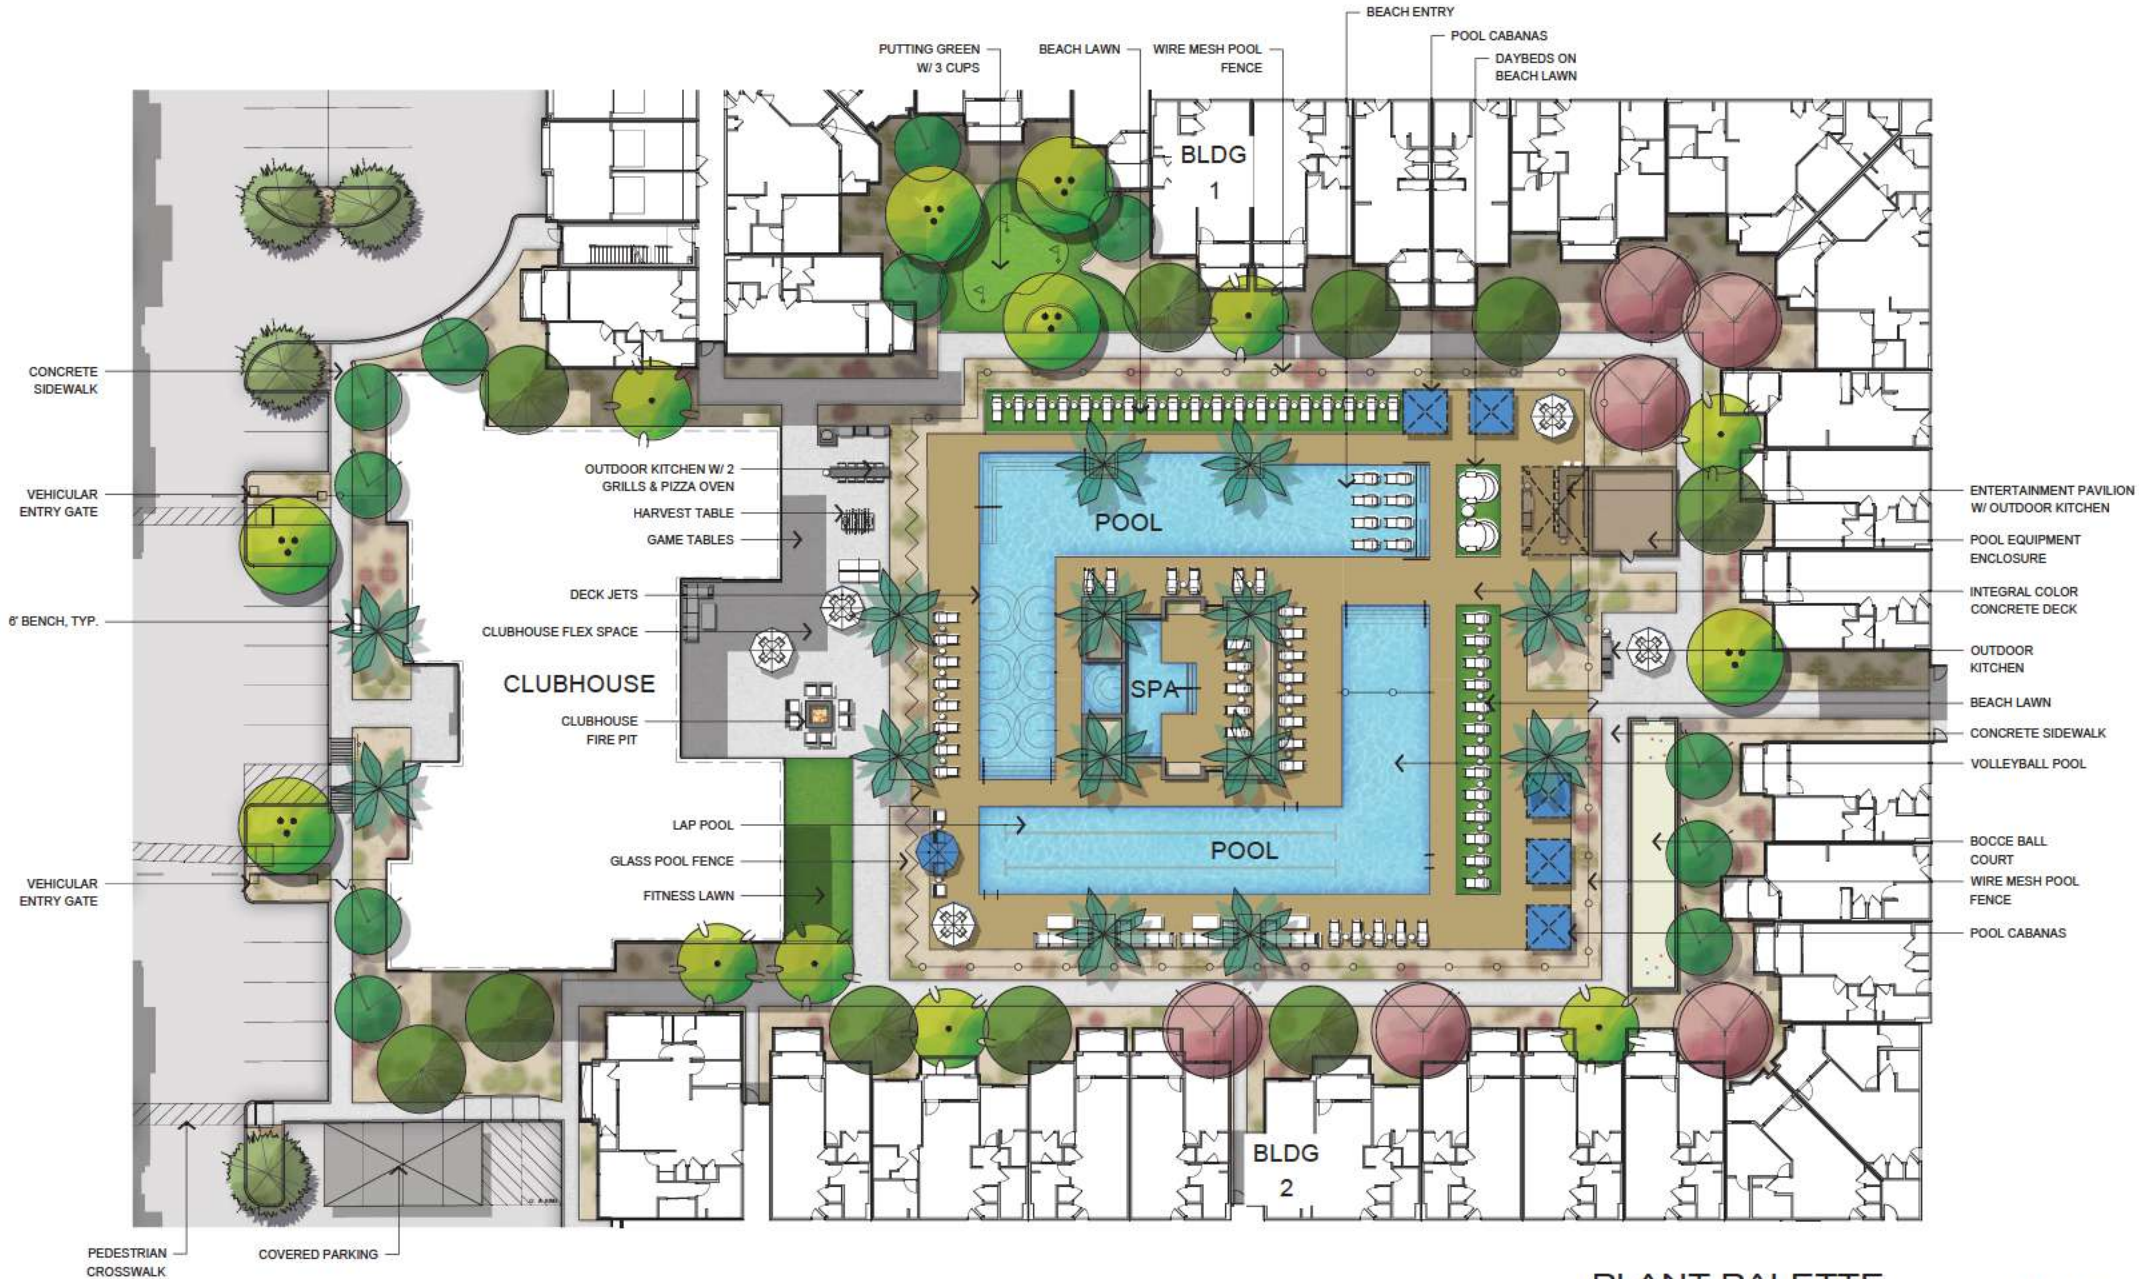 BEACH ENTRY
POOL CABANAS
DAYBEDS ON
BEACH LAWN
PUTTING GREEN
W/ 3 CUPS
BEACH LAWN
WIRE MESH POOL
FENCE
BLDG
1
CONCRETE
SIDEWALK
VEHICULAR
ENTRY GATE
6' BENCH, TYP.
VEHICULAR
ENTRY GATE
OUTDOOR KITCHEN W/ 2
GRILLS & PIZZA OVEN
HARVEST TABLE
GAME TABLES
DECK JETS
CLUBHOUSE FLEX SPACE
CLUBHOUSE
CLUBHOUSE
FIRE PIT
LAP POOL
GLASS POOL FENCE
FITNESS LAWN
POOL
SPA
POOL
ENTERTAINMENT PAVILION
W/ OUTDOOR KITCHEN
POOL EQUIPMENT
ENCLOSURE
INTEGRAL COLOR
CONCRETE DECK
OUTDOOR
KITCHEN
BEACH LAWN
CONCRETE SIDEWALK
VOLLEYBALL POOL
BOCCE BALL
COURT
WIRE MESH POOL
FENCE
POOL CABANAS
BLDG
2
PEDESTRIAN
CROSSWALK
COVERED PARKING
PLANT PALETTE